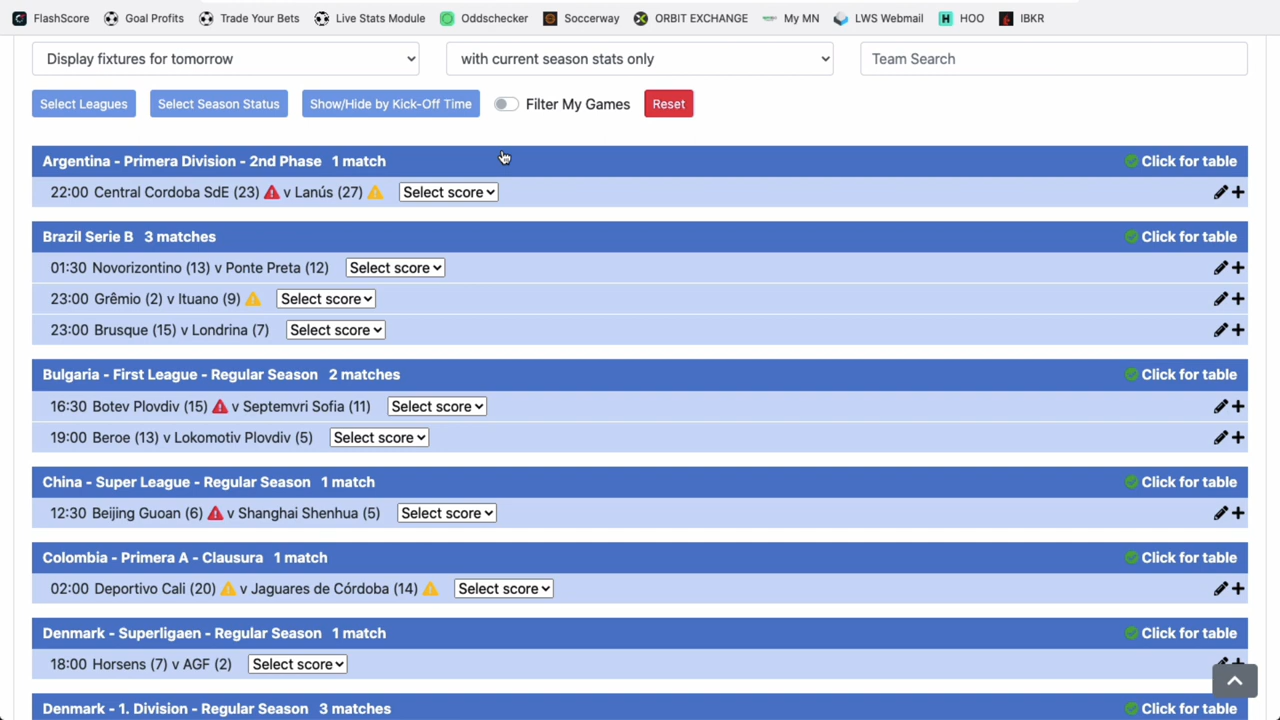 FlashScore Goal Profits Trade Your Bets Live Stats Module Oddschecker Soccerway ORBIT EXCHANGE My MN LWS Webmail H HOO IBKR
Display fixtures for tomorrow with current season stats only Team Search
Select Leagues Select Season Status Show/Hide by Kick-Off Time Filter My Games Reset
Argentina - Primera Division - 2nd Phase 1 match Click for table
22:00 Central Cordoba SdE (23) v Lanús (27) Select score
Brazil Serie B 3 matches Click for table
01:30 Novorizontino (13) v Ponte Preta (12) Select score
23:00 Grêmio (2) v Ituano (9) Select score
23:00 Brusque (15) v Londrina (7) Select score
Bulgaria - First League - Regular Season 2 matches Click for table
16:30 Botev Plovdiv (15) v Septemvri Sofia (11) Select score
19:00 Beroe (13) v Lokomotiv Plovdiv (5) Select score
China - Super League - Regular Season 1 match Click for table
12:30 Beijing Guoan (6) v Shanghai Shenhua (5) Select score
Colombia - Primera A - Clausura 1 match Click for table
02:00 Deportivo Cali (20) v Jaguares de Córdoba (14) Select score
Denmark - Superligaen - Regular Season 1 match Click for table
18:00 Horsens (7) v AGF (2) Select score
Denmark - 1. Division - Regular Season 3 matches Click for table